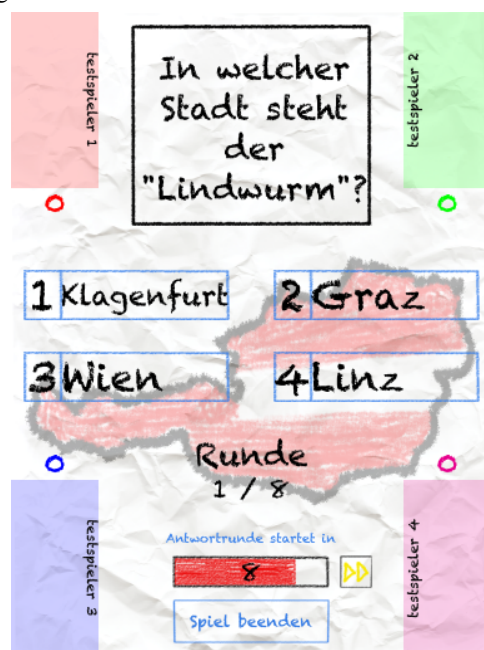 testspieler 1
In welcher
Stadt steht
der
"Lindwurm"?
testspieler 2
1 Klagenfurt
2 Graz
3 Wien
4 Linz
Runde
1 / 8
testspieler 3
Antwortrunde startet in
8
Spiel beenden
testspieler 4